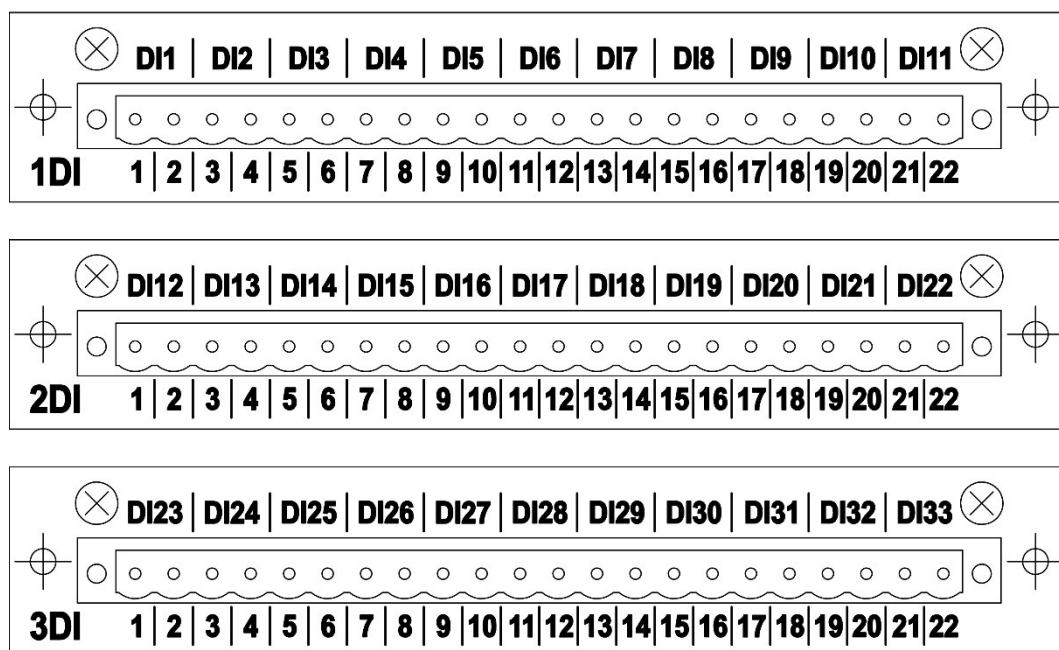 DI1 | DI2 | DI3 | DI4 | DI5 | DI6 | DI7 | DI8 | DI9 | DI10 | DI11
1DI 1 | 2 | 3 | 4 | 5 | 6 | 7 | 8 | 9 | 10 | 11 | 12 | 13 | 14 | 15 | 16 | 17 | 18 | 19 | 20 | 21 | 22
DI12 | DI13 | DI14 | DI15 | DI16 | DI17 | DI18 | DI19 | DI20 | DI21 | DI22
2DI 1 | 2 | 3 | 4 | 5 | 6 | 7 | 8 | 9 | 10 | 11 | 12 | 13 | 14 | 15 | 16 | 17 | 18 | 19 | 20 | 21 | 22
DI23 | DI24 | DI25 | DI26 | DI27 | DI28 | DI29 | DI30 | DI31 | DI32 | DI33
3DI 1 | 2 | 3 | 4 | 5 | 6 | 7 | 8 | 9 | 10 | 11 | 12 | 13 | 14 | 15 | 16 | 17 | 18 | 19 | 20 | 21 | 22